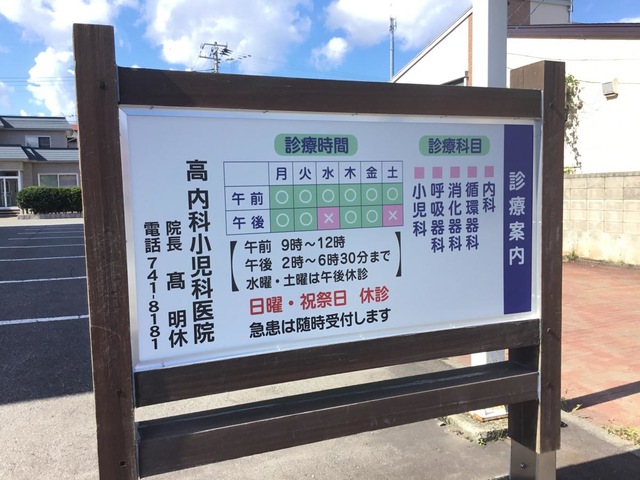 診療案内
診療科目
内科
循環器科
消化器科
呼吸器科
小児科
診療時間
月 火 水 木 金 土
午前 ○ ○ ○ ○ ○ ○
午後 ○ ○ × ○ ○ ×
午前 9時～12時
午後 2時～6時30分まで
水曜・土曜は午後休診
日曜・祝祭日 休診
急患は随時受付します
高内科小児科医院
院長 髙 明休
電話 741-8181